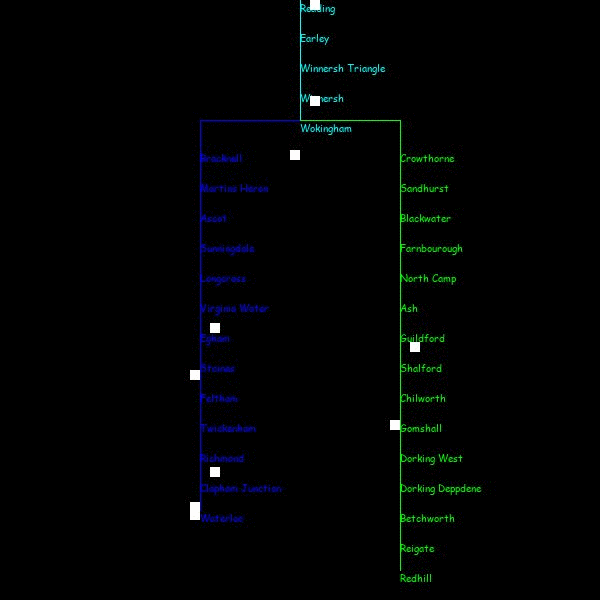 Reading
Earley
Winnersh Triangle
Winnersh
Wokingham
Bracknell
Martins Heron
Ascot
Sunningdale
Longcross
Virginia Water
Egham
Staines
Feltham
Twickenham
Richmond
Clapham Junction
Waterloo
Crowthorne
Sandhurst
Blackwater
Farnbourough
North Camp
Ash
Guildford
Shalford
Chilworth
Gomshall
Dorking West
Dorking Deppdene
Betchworth
Reigate
Redhill